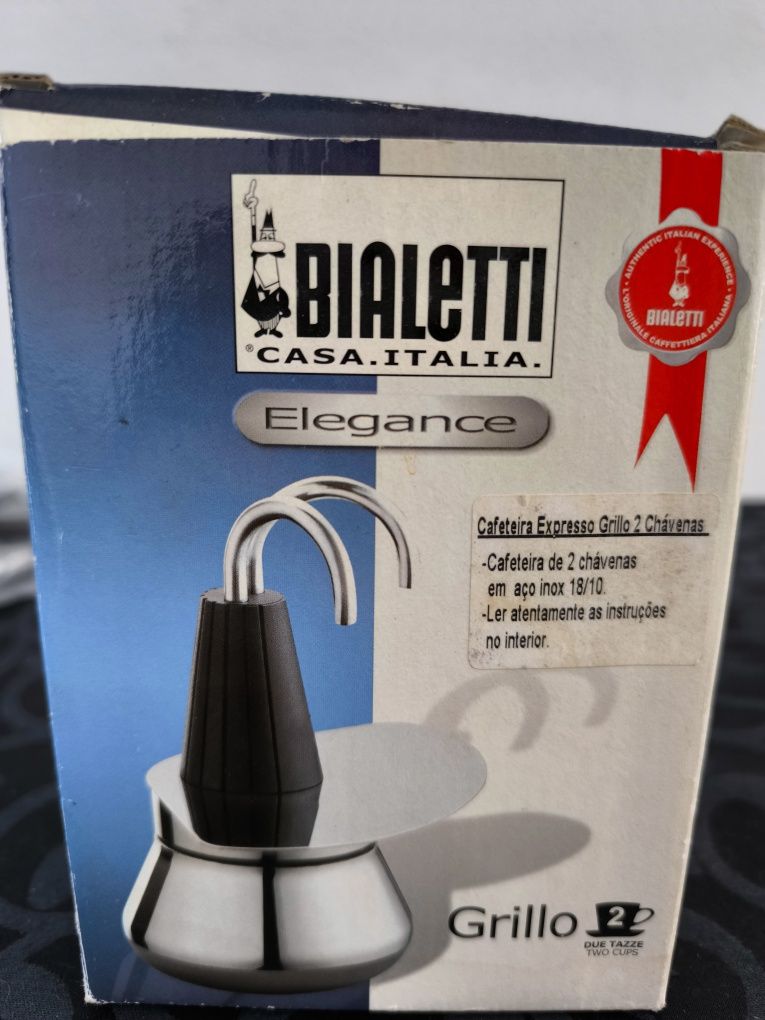 BIALETTI
®CASA.ITALIA.
AUTHENTIC ITALIAN EXPERIENCE
BIALETTI
L'ORIGINALE CAFFETTIERA ITALIANA
Elegance
Cafeteira Expresso Grillo 2 Chávenas
-Cafeteira de 2 chávenas
em aço inox 18/10.
-Ler atentamente as instruções
no interior.
Grillo 2
DUE TAZZE
TWO CUPS